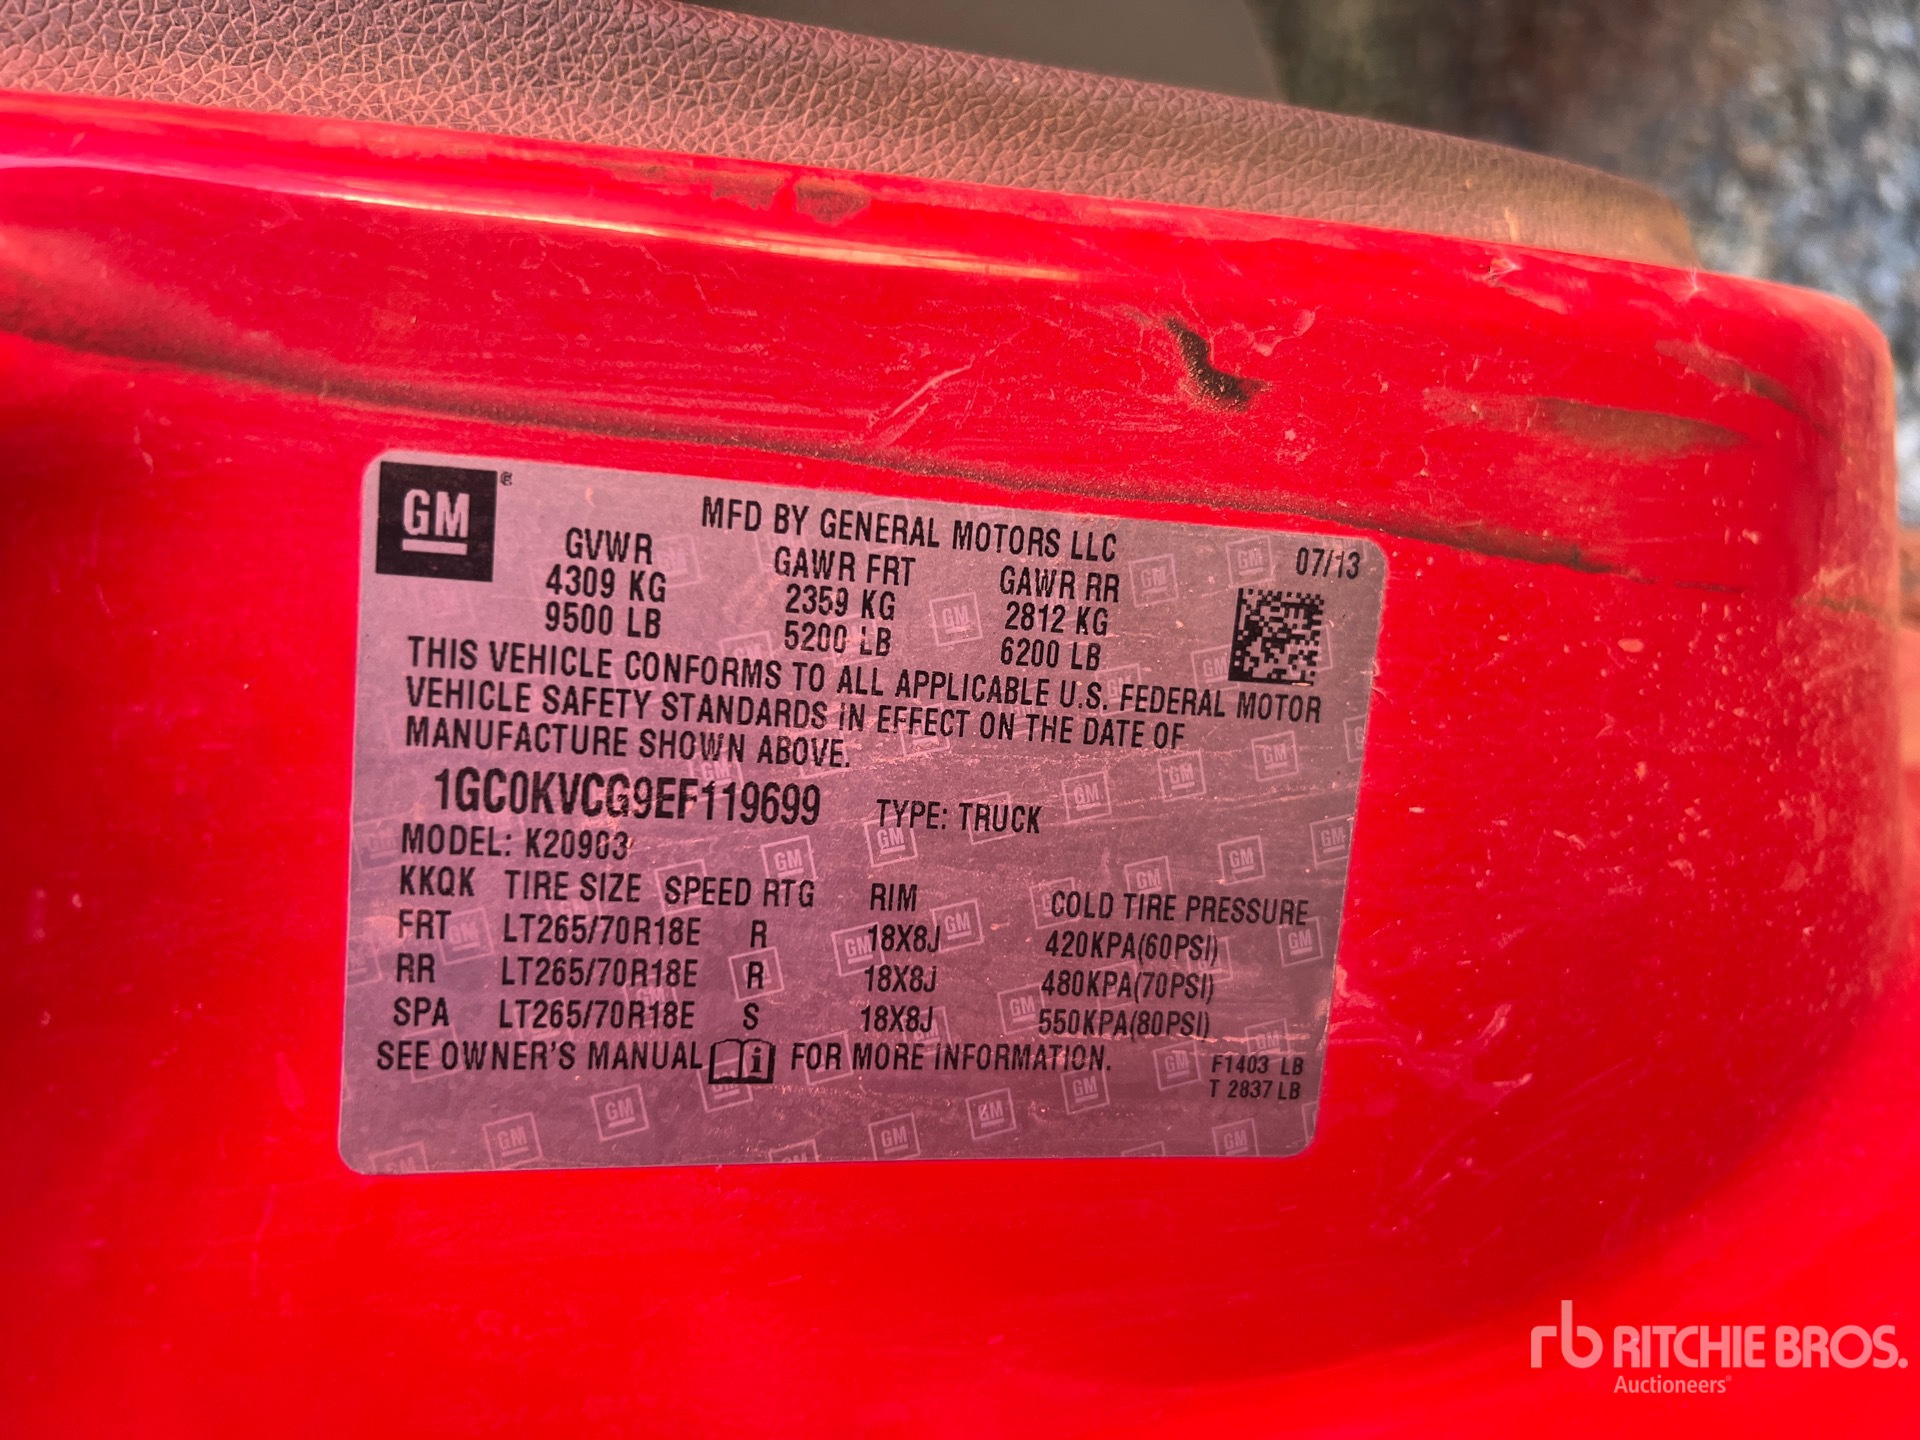 GM
MFD BY GENERAL MOTORS LLC
07/13
GVWR GAWR FRT GAWR RR
4309 KG 2359 KG 2812 KG
9500 LB 5200 LB 6200 LB
THIS VEHICLE CONFORMS TO ALL APPLICABLE U.S. FEDERAL MOTOR
VEHICLE SAFETY STANDARDS IN EFFECT ON THE DATE OF
MANUFACTURE SHOWN ABOVE.
1GC0KVCG9EF119699 TYPE: TRUCK
MODEL: K20903
KKQK TIRE SIZE SPEED RTG RIM COLD TIRE PRESSURE
FRT LT265/70R18E R 18X8J 420KPA(60PSI)
RR LT265/70R18E R 18X8J 480KPA(70PSI)
SPA LT265/70R18E S 18X8J 550KPA(80PSI)
SEE OWNER'S MANUAL i FOR MORE INFORMATION.
F1403 LB
T 2837 LB
rb RITCHIE BROS.
Auctioneers